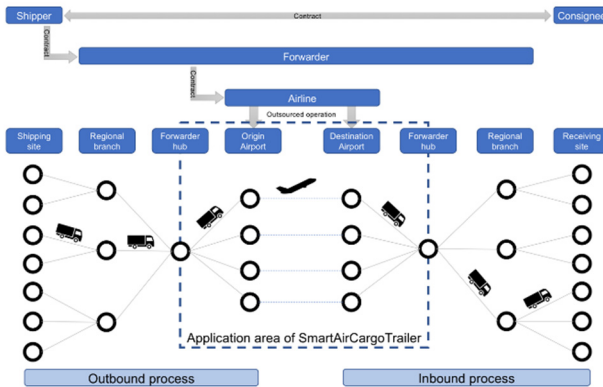 Shipper
Contract
Consignee
Contract
Forwarder
Contract
Airline
Outsourced operation
Shipping
site
Regional
branch
Forwarder
hub
Origin
Airport
Destination
Airport
Forwarder
hub
Regional
branch
Receiving
site
Application area of SmartAirCargoTrailer
Outbound process
Inbound process